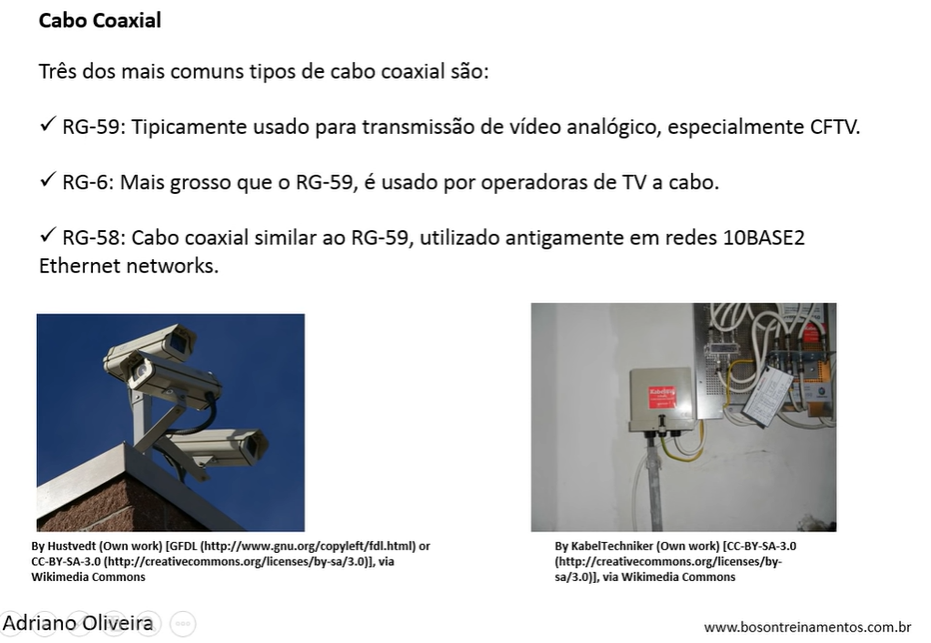 Cabo Coaxial
Três dos mais comuns tipos de cabo coaxial são:
✓ RG-59: Tipicamente usado para transmissão de vídeo analógico, especialmente CFTV.
✓ RG-6: Mais grosso que o RG-59, é usado por operadoras de TV a cabo.
✓ RG-58: Cabo coaxial similar ao RG-59, utilizado antigamente em redes 10BASE2
Ethernet networks.
By Hustvedt (Own work) [GFDL (http://www.gnu.org/copyleft/fdl.html) or
CC-BY-SA-3.0 (http://creativecommons.org/licenses/by-sa/3.0)], via
Wikimedia Commons
By KabelTechniker (Own work) [CC-BY-SA-3.0
(http://creativecommons.org/licenses/by-
sa/3.0)], via Wikimedia Commons
Adriano Oliveira
www.bosontreinamentos.com.br